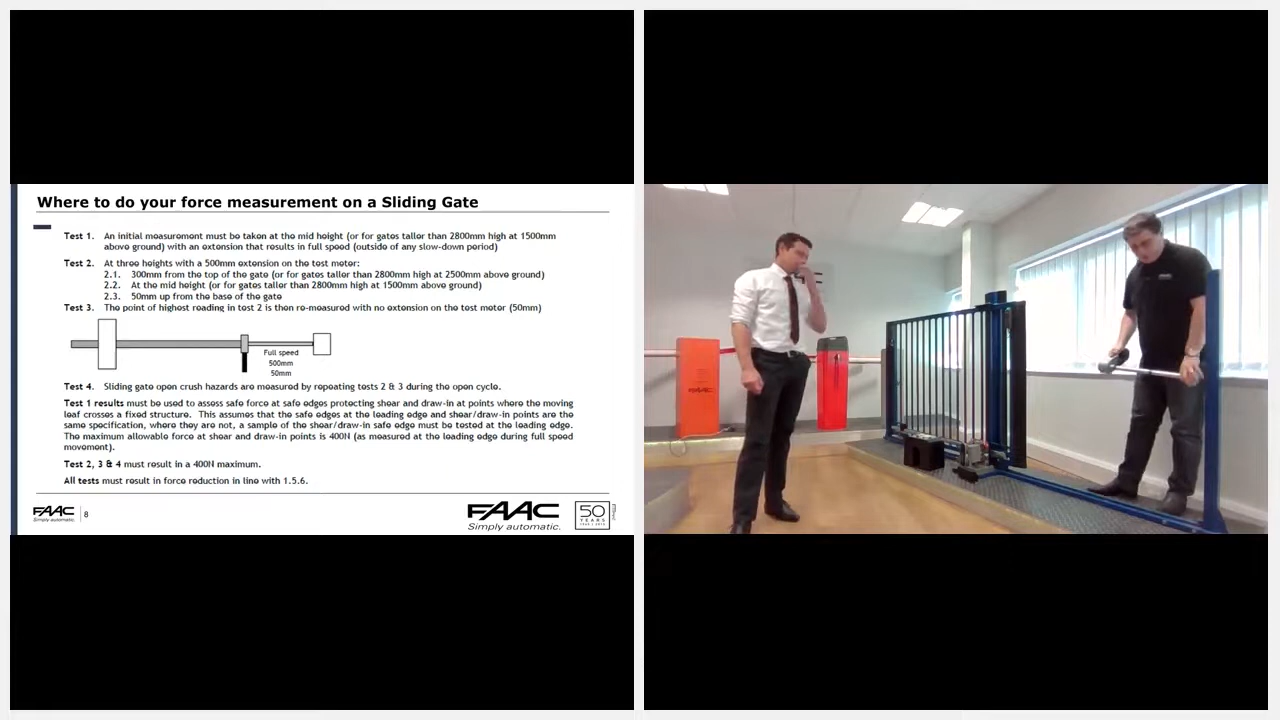 Where to do your force measurement on a Sliding Gate
Test 1. An initial measurement must be taken at the mid height (or for gates taller than 2800mm high at 1500mm
above ground) with an extension that results in full speed (outside of any slow-down period)
Test 2. At three heights with a 500mm extension on the test meter:
2.1. 300mm from the top of the gate (or for gates taller than 2800mm high at 2500mm above ground)
2.2. At the mid height (or for gates taller than 2800mm high at 1500mm above ground)
2.3. 50mm up from the base of the gate
Test 3. The point of highest reading in test 2 is then re-measured with no extension on the test meter (50mm)
Full speed
500mm
50mm
Test 4. Sliding gate open crush hazards are measured by repeating tests 2 & 3 during the open cycle.
Test 1 results must be used to assess safe force at safe edges protecting shear and draw-in at points where the moving
leaf crosses a fixed structure. This assumes that the safe edges at the leading edge and shear/draw-in points are the
same specification, where they are not, a sample of the shear/draw-in safe edge must be tested at the leading edge.
The maximum allowable force at shear and draw-in points is 400N (as measured at the leading edge during full speed
movement).
Test 2, 3 & 4 must result in a 400N maximum.
All tests must result in force reduction in line with 1.5.6.
FAAC
Simply automatic.
8
FAAC
Simply automatic.
50
YEARS